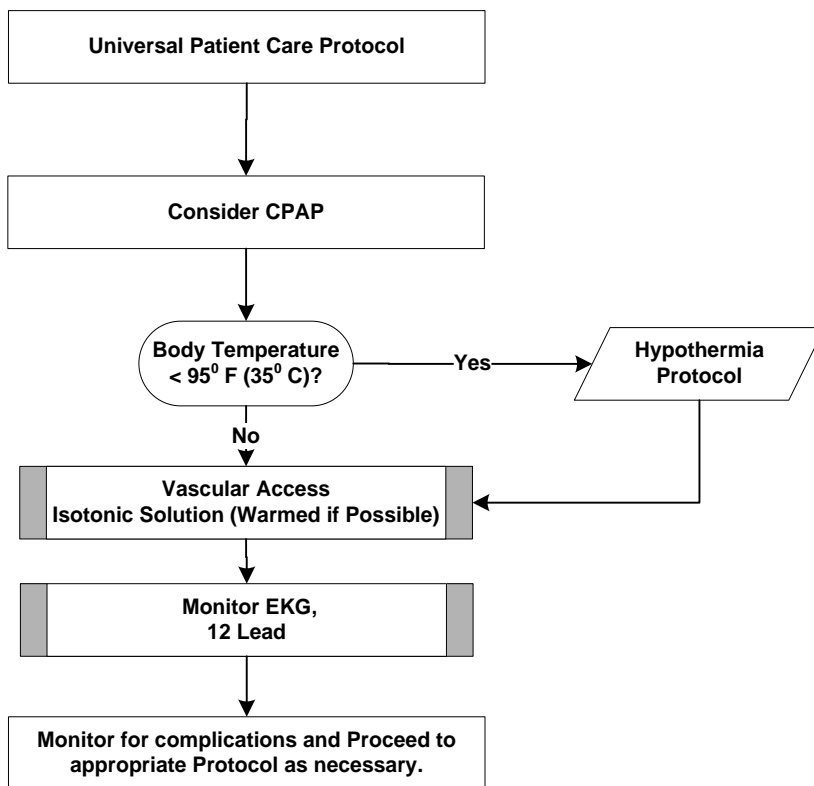 Universal Patient Care Protocol
Consider CPAP
Body Temperature
< 95⁰ F (35⁰ C)?
Yes
Hypothermia
Protocol
No
Vascular Access
Isotonic Solution (Warmed if Possible)
Monitor EKG,
12 Lead
Monitor for complications and Proceed to
appropriate Protocol as necessary.